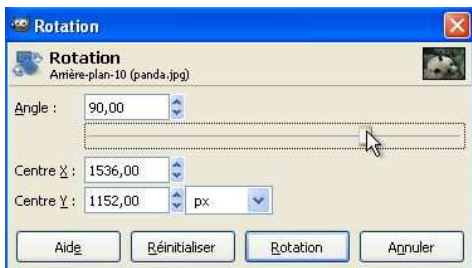 Rotation
Rotation
Arrière-plan-10 (panda.jpg)
Angle : 90,00
Centre X : 1536,00
Centre Y : 1152,00 px
Aide Réinitialiser Rotation Annuler